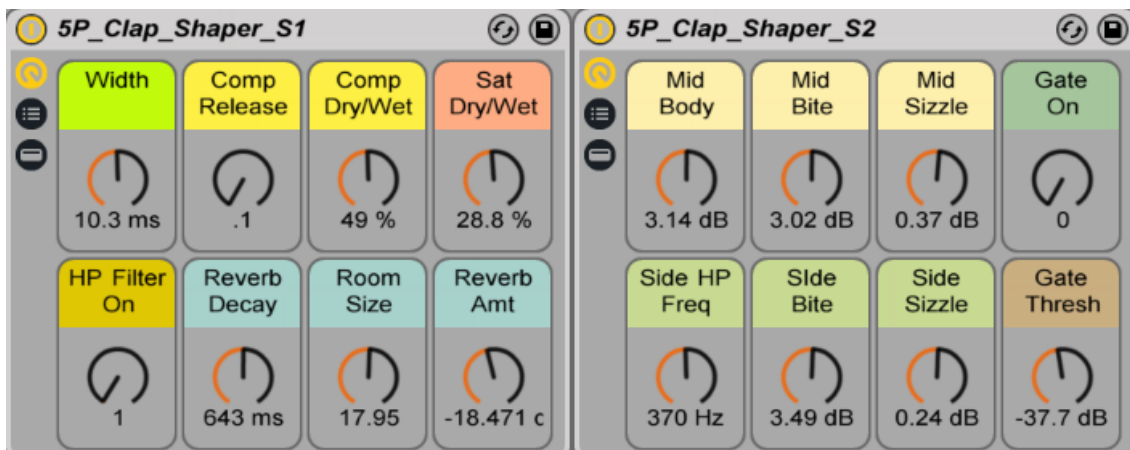 5P_Clap_Shaper_S1
Width
Comp
Release
Comp
Dry/Wet
Sat
Dry/Wet
10.3 ms
.1
49 %
28.8 %
HP Filter
On
Reverb
Decay
Room
Size
Reverb
Amt
1
643 ms
17.95
-18.471 c
5P_Clap_Shaper_S2
Mid
Body
Mid
Bite
Mid
Sizzle
Gate
On
3.14 dB
3.02 dB
0.37 dB
0
Side HP
Freq
SIde
Bite
Side
Sizzle
Gate
Thresh
370 Hz
3.49 dB
0.24 dB
-37.7 dB